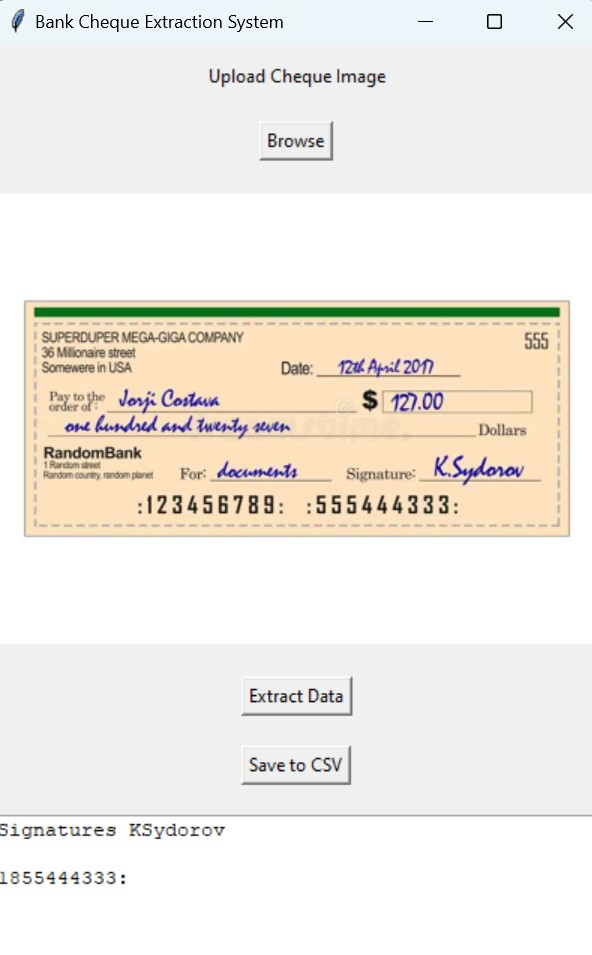 Bank Cheque Extraction System
Upload Cheque Image
Browse
SUPERDUPER MEGA-GIGA COMPANY 555
36 Millionaire street
Somewere in USA Date: 12th April 2017
Pay to the order of: Jorji Costava $ 127.00
one hundred and twenty seven Dollars
RandomBank
1 Random street
Random country, random planet For: documents Signature: K.Sydorov
:123456789: :555444333:
Extract Data
Save to CSV
Signatures KSydorov
1855444333: